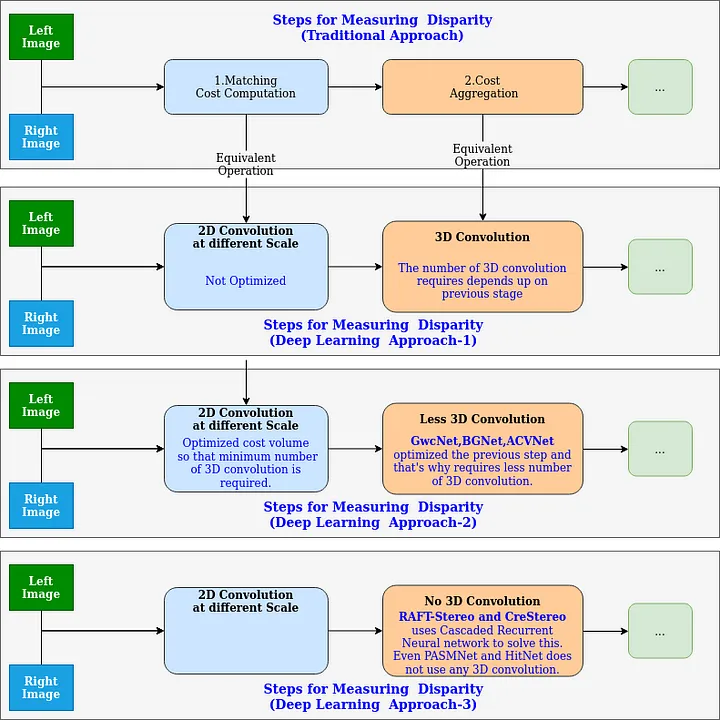 Steps for Measuring  Disparity
(Traditional Approach)
Left
Image
1.Matching
Cost Computation
2.Cost
Aggregation
...
Right
Image
Equivalent
Operation
Equivalent
Operation
Left
Image
2D Convolution
at different Scale
Not Optimized
3D Convolution
The number of 3D convolution
requires depends up on
previous stage
...
Right
Image
Steps for Measuring  Disparity
(Deep Learning  Approach-1)
Left
Image
2D Convolution
at different Scale
Optimized cost volume
so that minimum number
of 3D convolution is
required.
Less 3D Convolution
GwcNet,BGNet,ACVNet
optimized the previous step and
that's why requires less number
of 3D convolution.
...
Right
Image
Steps for Measuring  Disparity
(Deep Learning  Approach-2)
Left
Image
2D Convolution
at different Scale
No 3D Convolution
RAFT-Stereo and CreStereo
uses Cascaded Recurrent
Neural network to solve this.
Even PASMNet and HitNet does
not use any 3D convolution.
...
Right
Image
Steps for Measuring  Disparity
(Deep Learning  Approach-3)